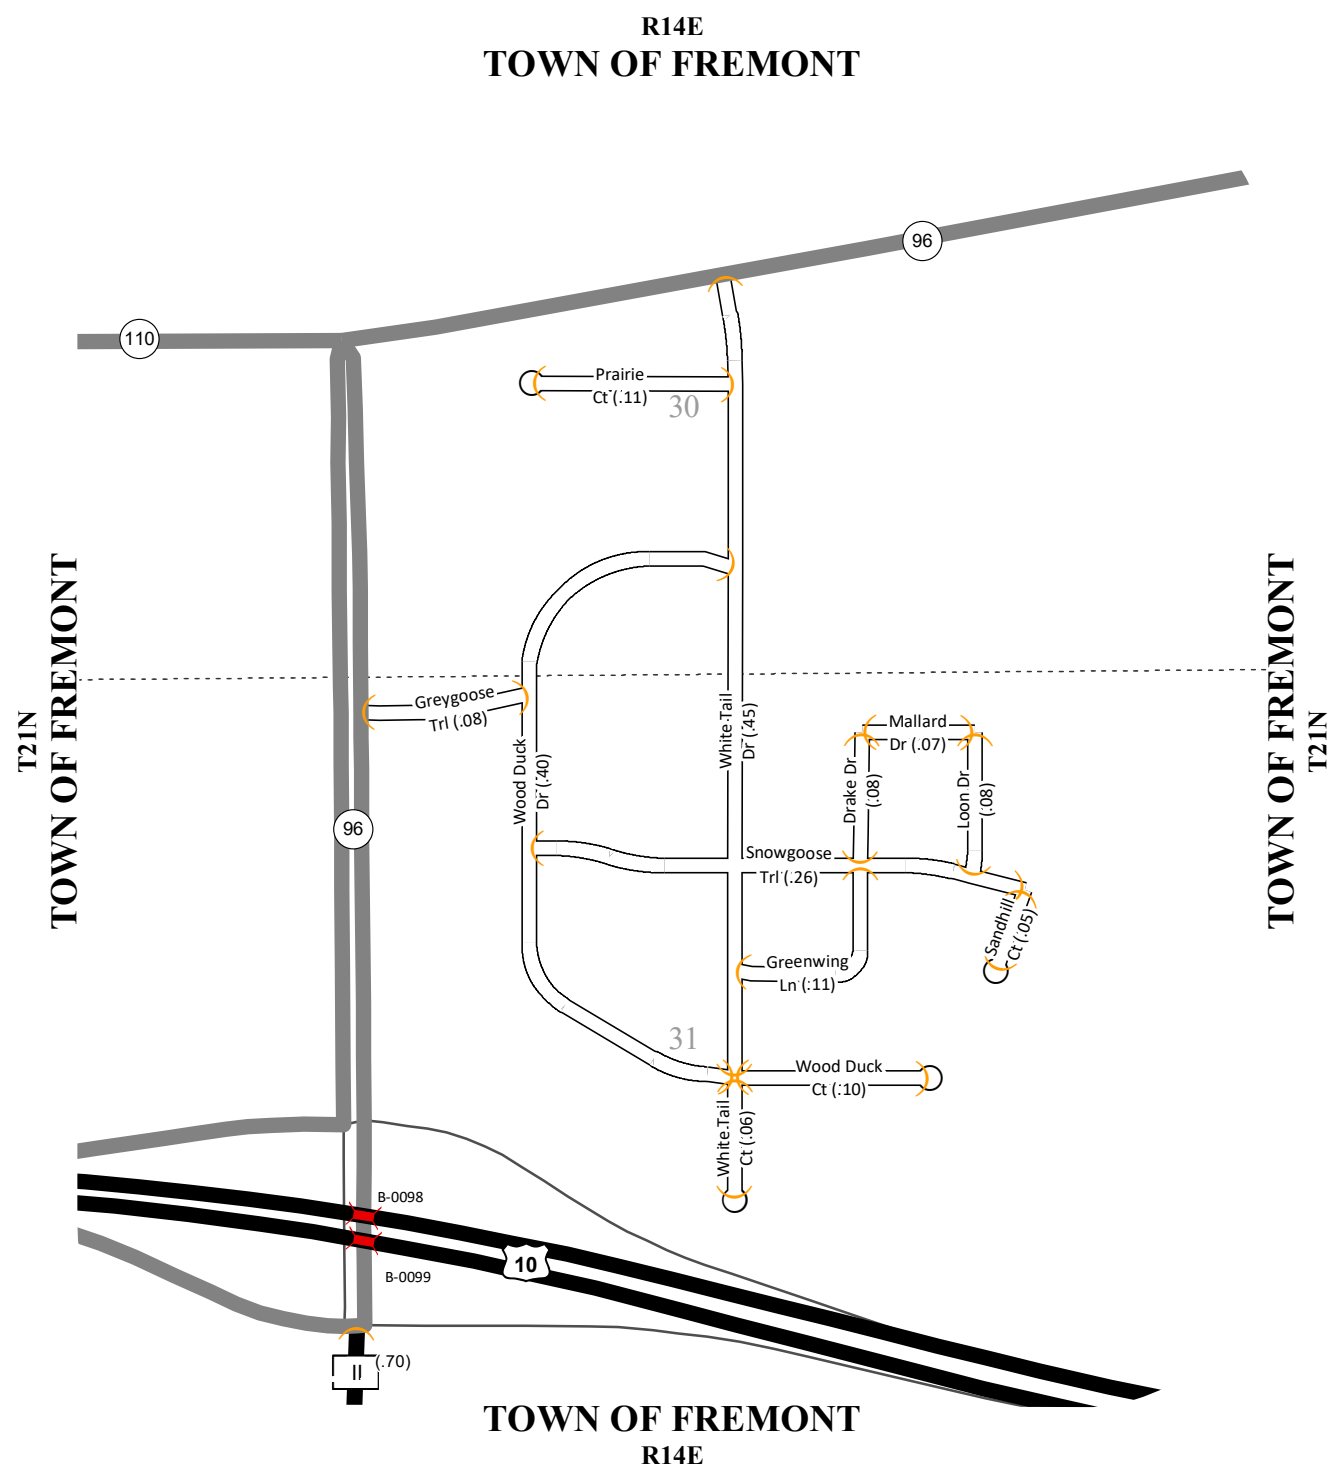 R14E
TOWN OF FREMONT
96
110
Prairie
Ct (.11)
30
T21N
TOWN OF FREMONT
TOWN OF FREMONT
T21N
Greygoose
Trl (.08)
White Tail
Dr (.45)
Mallard
Dr (.07)
Wood Duck
Dr (.40)
Drake Dr
(.08)
Loon Dr
(.08)
96
Snowgoose
Trl (.26)
Sandhill
Ct (.05)
Greenwing
Ln (.11)
31
Wood Duck
Ct (.10)
White Tail
Ct (.06)
B-0098
10
B-0099
II
(.70)
TOWN OF FREMONT
R14E